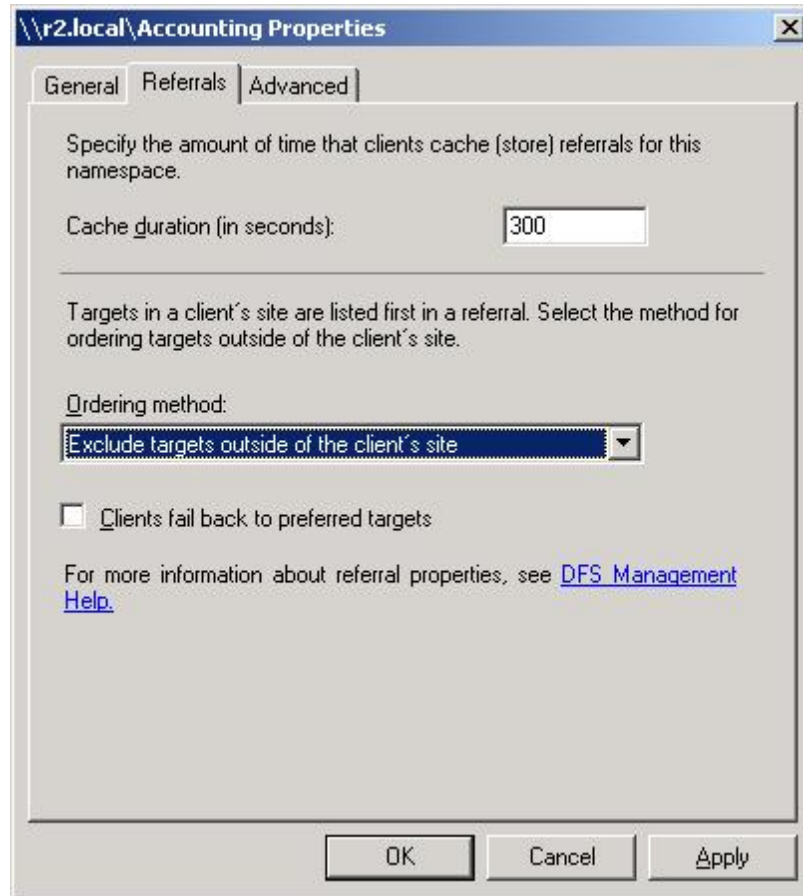 \\r2.local\Accounting Properties
General Referrals Advanced
Specify the amount of time that clients cache (store) referrals for this
namespace.
Cache duration (in seconds): 300
Targets in a client´s site are listed first in a referral. Select the method for
ordering targets outside of the client´s site.
Ordering method:
Exclude targets outside of the client´s site
Clients fail back to preferred targets
For more information about referral properties, see DFS Management
Help.
OK Cancel Apply